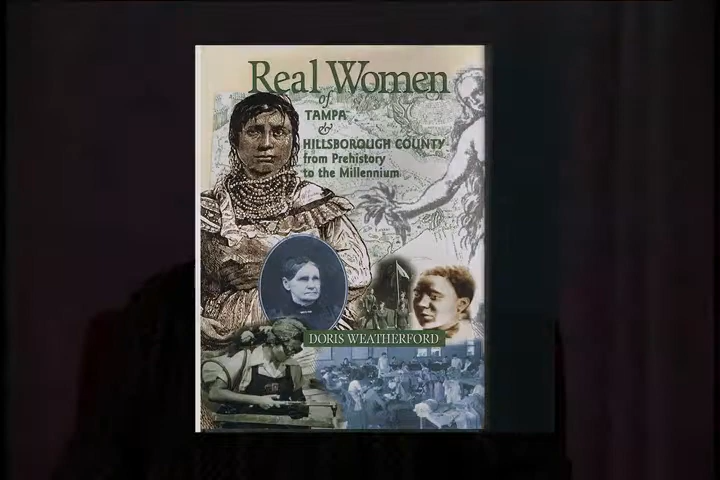 Real Women
of
TAMPA
&
HILLSBOROUGH COUNTY
from Prehistory
to the Millennium
DORIS WEATHERFORD